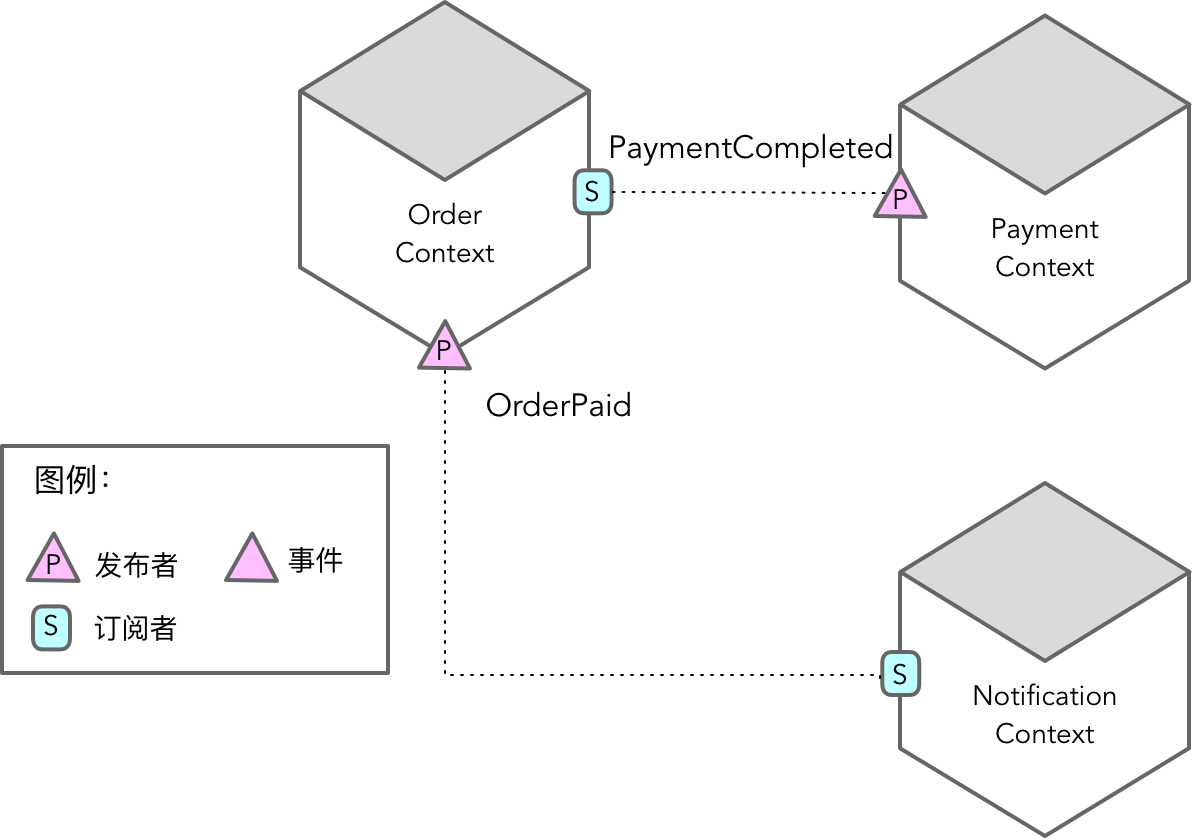 PaymentCompleted
S
P
Order
Context
Payment
Context
P
OrderPaid
图例：
P 发布者
事件
S 订阅者
S
Notification
Context